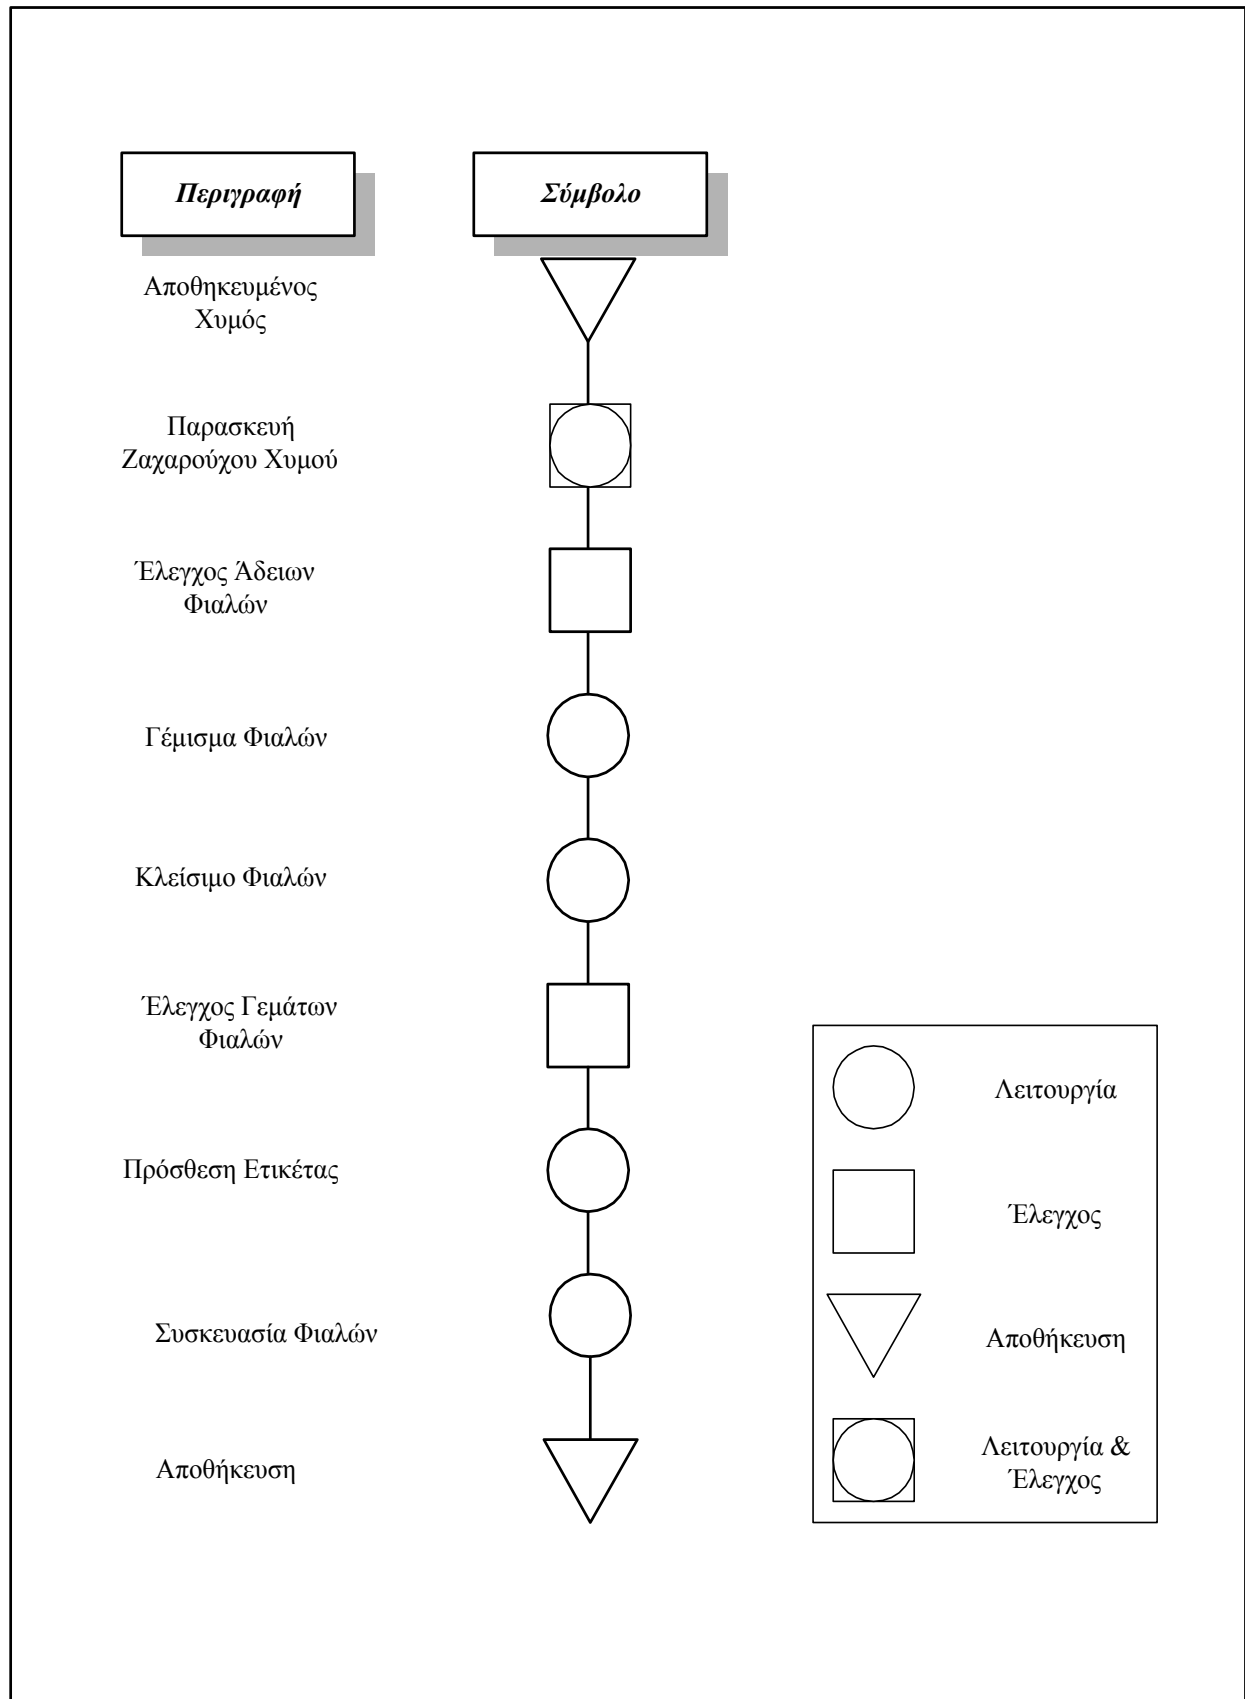 Περιγραφή
Σύμβολο
Αποθηκευμένος
Χυμός
Παρασκευή
Ζαχαρούχου Χυμού
Έλεγχος Άδειων
Φιαλών
Γέμισμα Φιαλών
Κλείσιμο Φιαλών
Έλεγχος Γεμάτων
Φιαλών
Πρόσθεση Ετικέτας
Συσκευασία Φιαλών
Αποθήκευση
Λειτουργία
Έλεγχος
Αποθήκευση
Λειτουργία &
Έλεγχος